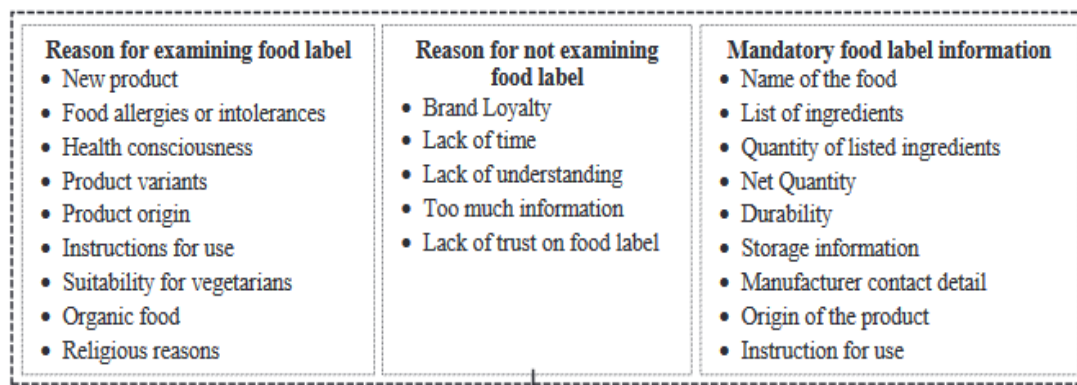 Reason for examining food label
• New product
• Food allergies or intolerances
• Health consciousness
• Product variants
• Product origin
• Instructions for use
• Suitability for vegetarians
• Organic food
• Religious reasons
Reason for not examining
food label
• Brand Loyalty
• Lack of time
• Lack of understanding
• Too much information
• Lack of trust on food label
Mandatory food label information
• Name of the food
• List of ingredients
• Quantity of listed ingredients
• Net Quantity
• Durability
• Storage information
• Manufacturer contact detail
• Origin of the product
• Instruction for use